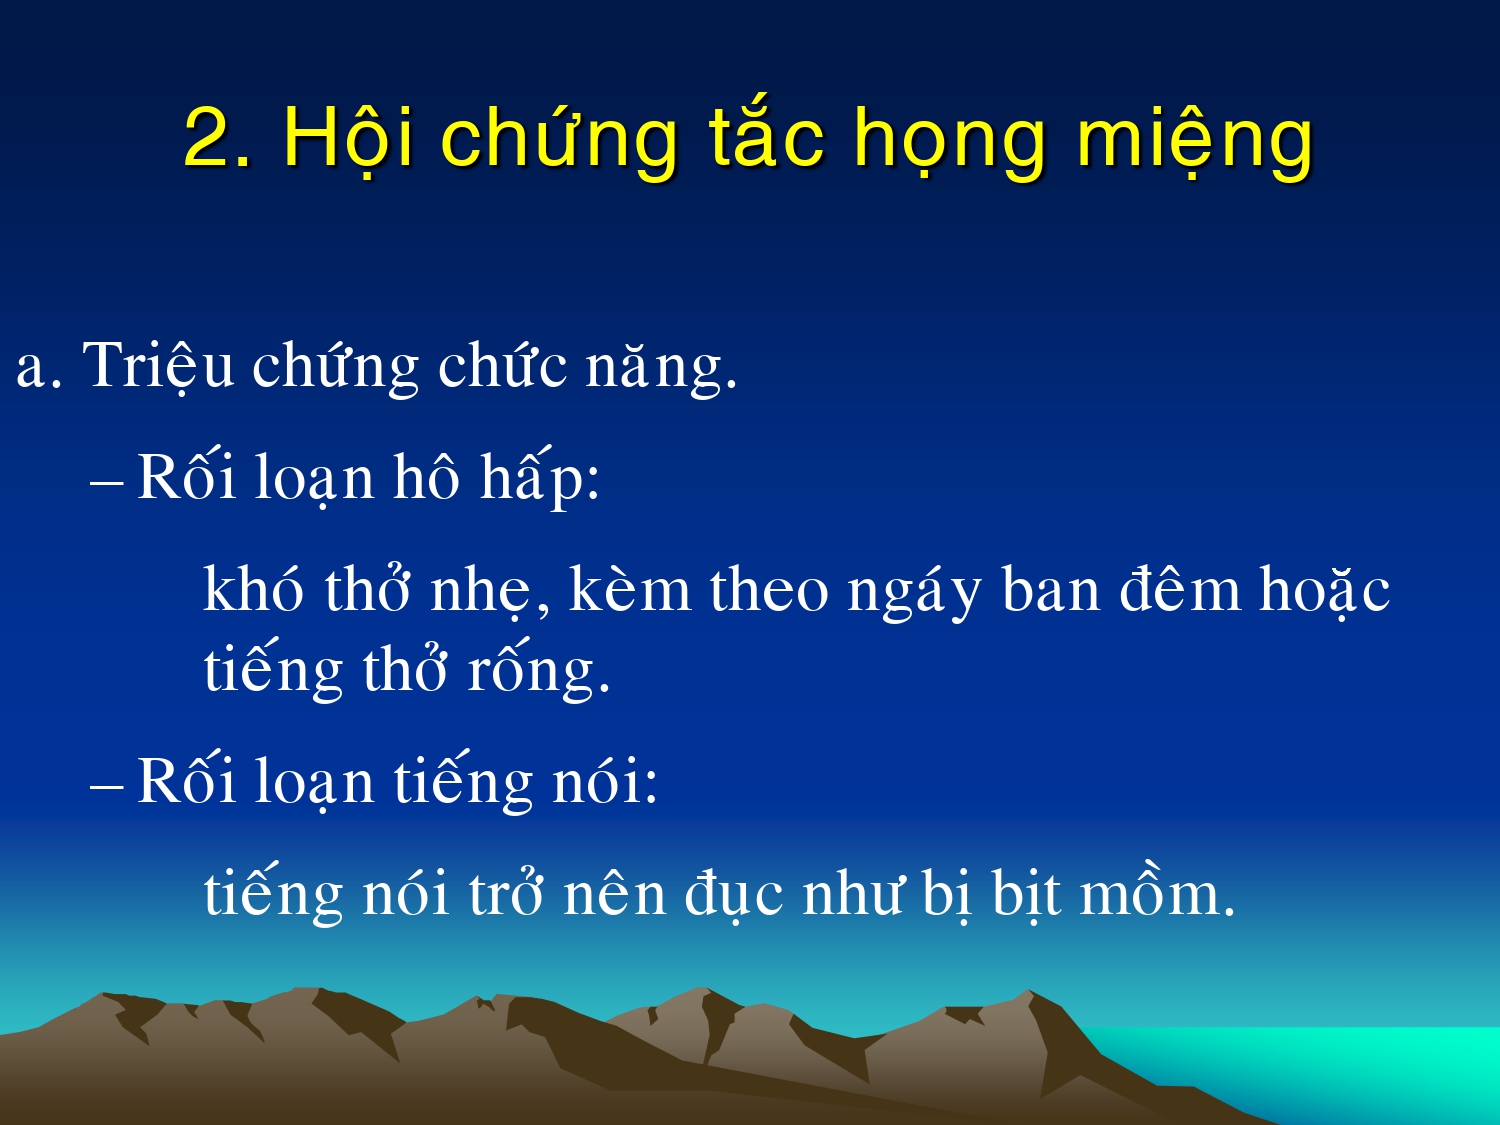 2. Hội chứng tắc họng miệng
a. Triệu chứng chức năng.
– Rối loạn hô hấp:
khó thở nhẹ, kèm theo ngáy ban đêm hoặc
tiếng thở rống.
– Rối loạn tiếng nói:
tiếng nói trở nên đục như bị bịt mồm.